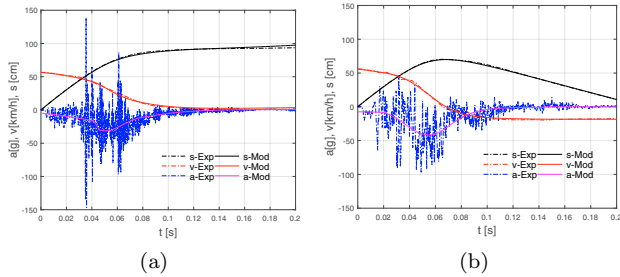 150
100
50
0
-50
-100
-150
a[g], v[km/h], s [cm]
s-Exp s-Mod
v-Exp v-Mod
a-Exp a-Mod
0 0.02 0.04 0.06 0.08 0.1 0.12 0.14 0.16 0.18 0.2
t [s]
(a)
150
100
50
0
-50
-100
-150
a[g], v[km/h], s [cm]
s-Exp s-Mod
v-Exp v-Mod
a-Exp a-Mod
0 0.02 0.04 0.06 0.08 0.1 0.12 0.14 0.16 0.18 0.2
t [s]
(b)